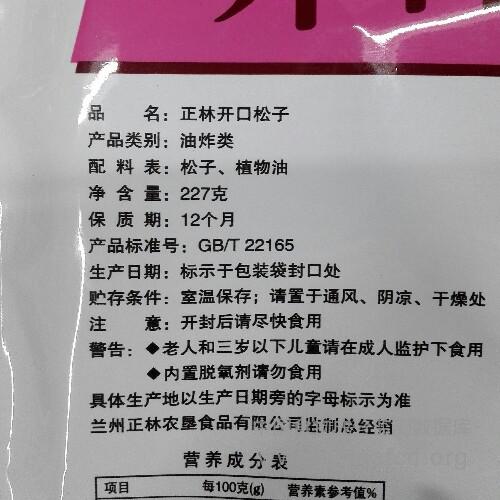 品 名：正林开口松子
产品类别：油炸类
配 料 表：松子、植物油
净 含 量：227克
保 质 期：12个月
产品标准号：GB/T 22165
生产日期：标示于包装袋封口处
贮存条件：室温保存；请置于通风、阴凉、干燥处
注 意：开封后请尽快食用
警告：◆老人和三岁以下儿童请在成人监护下食用
◆内置脱氧剂请勿食用
具体生产地以生产日期旁的字母标示为准
兰州正林农垦食品有限公司监制总经销
营养成分表
项目 每100克(g) 营养素参考值%